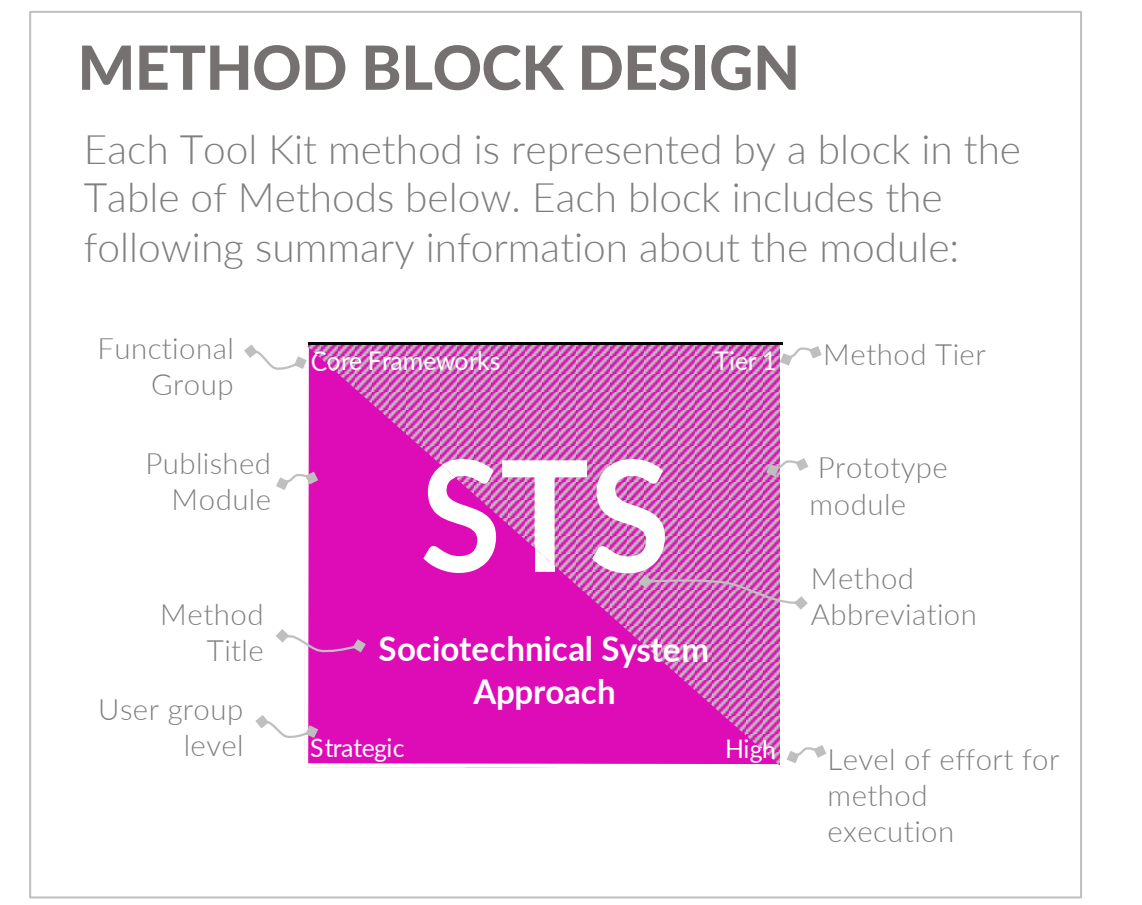 METHOD BLOCK DESIGN
Each Tool Kit method is represented by a block in the
Table of Methods below. Each block includes the
following summary information about the module:
Functional
Group
Core Frameworks
Tier 1
Method Tier
Published
Module
STS
Prototype
module
Method
Abbreviation
Method
Title
Sociotechnical System
Approach
User group
level
Strategic
High
Level of effort for
method
execution